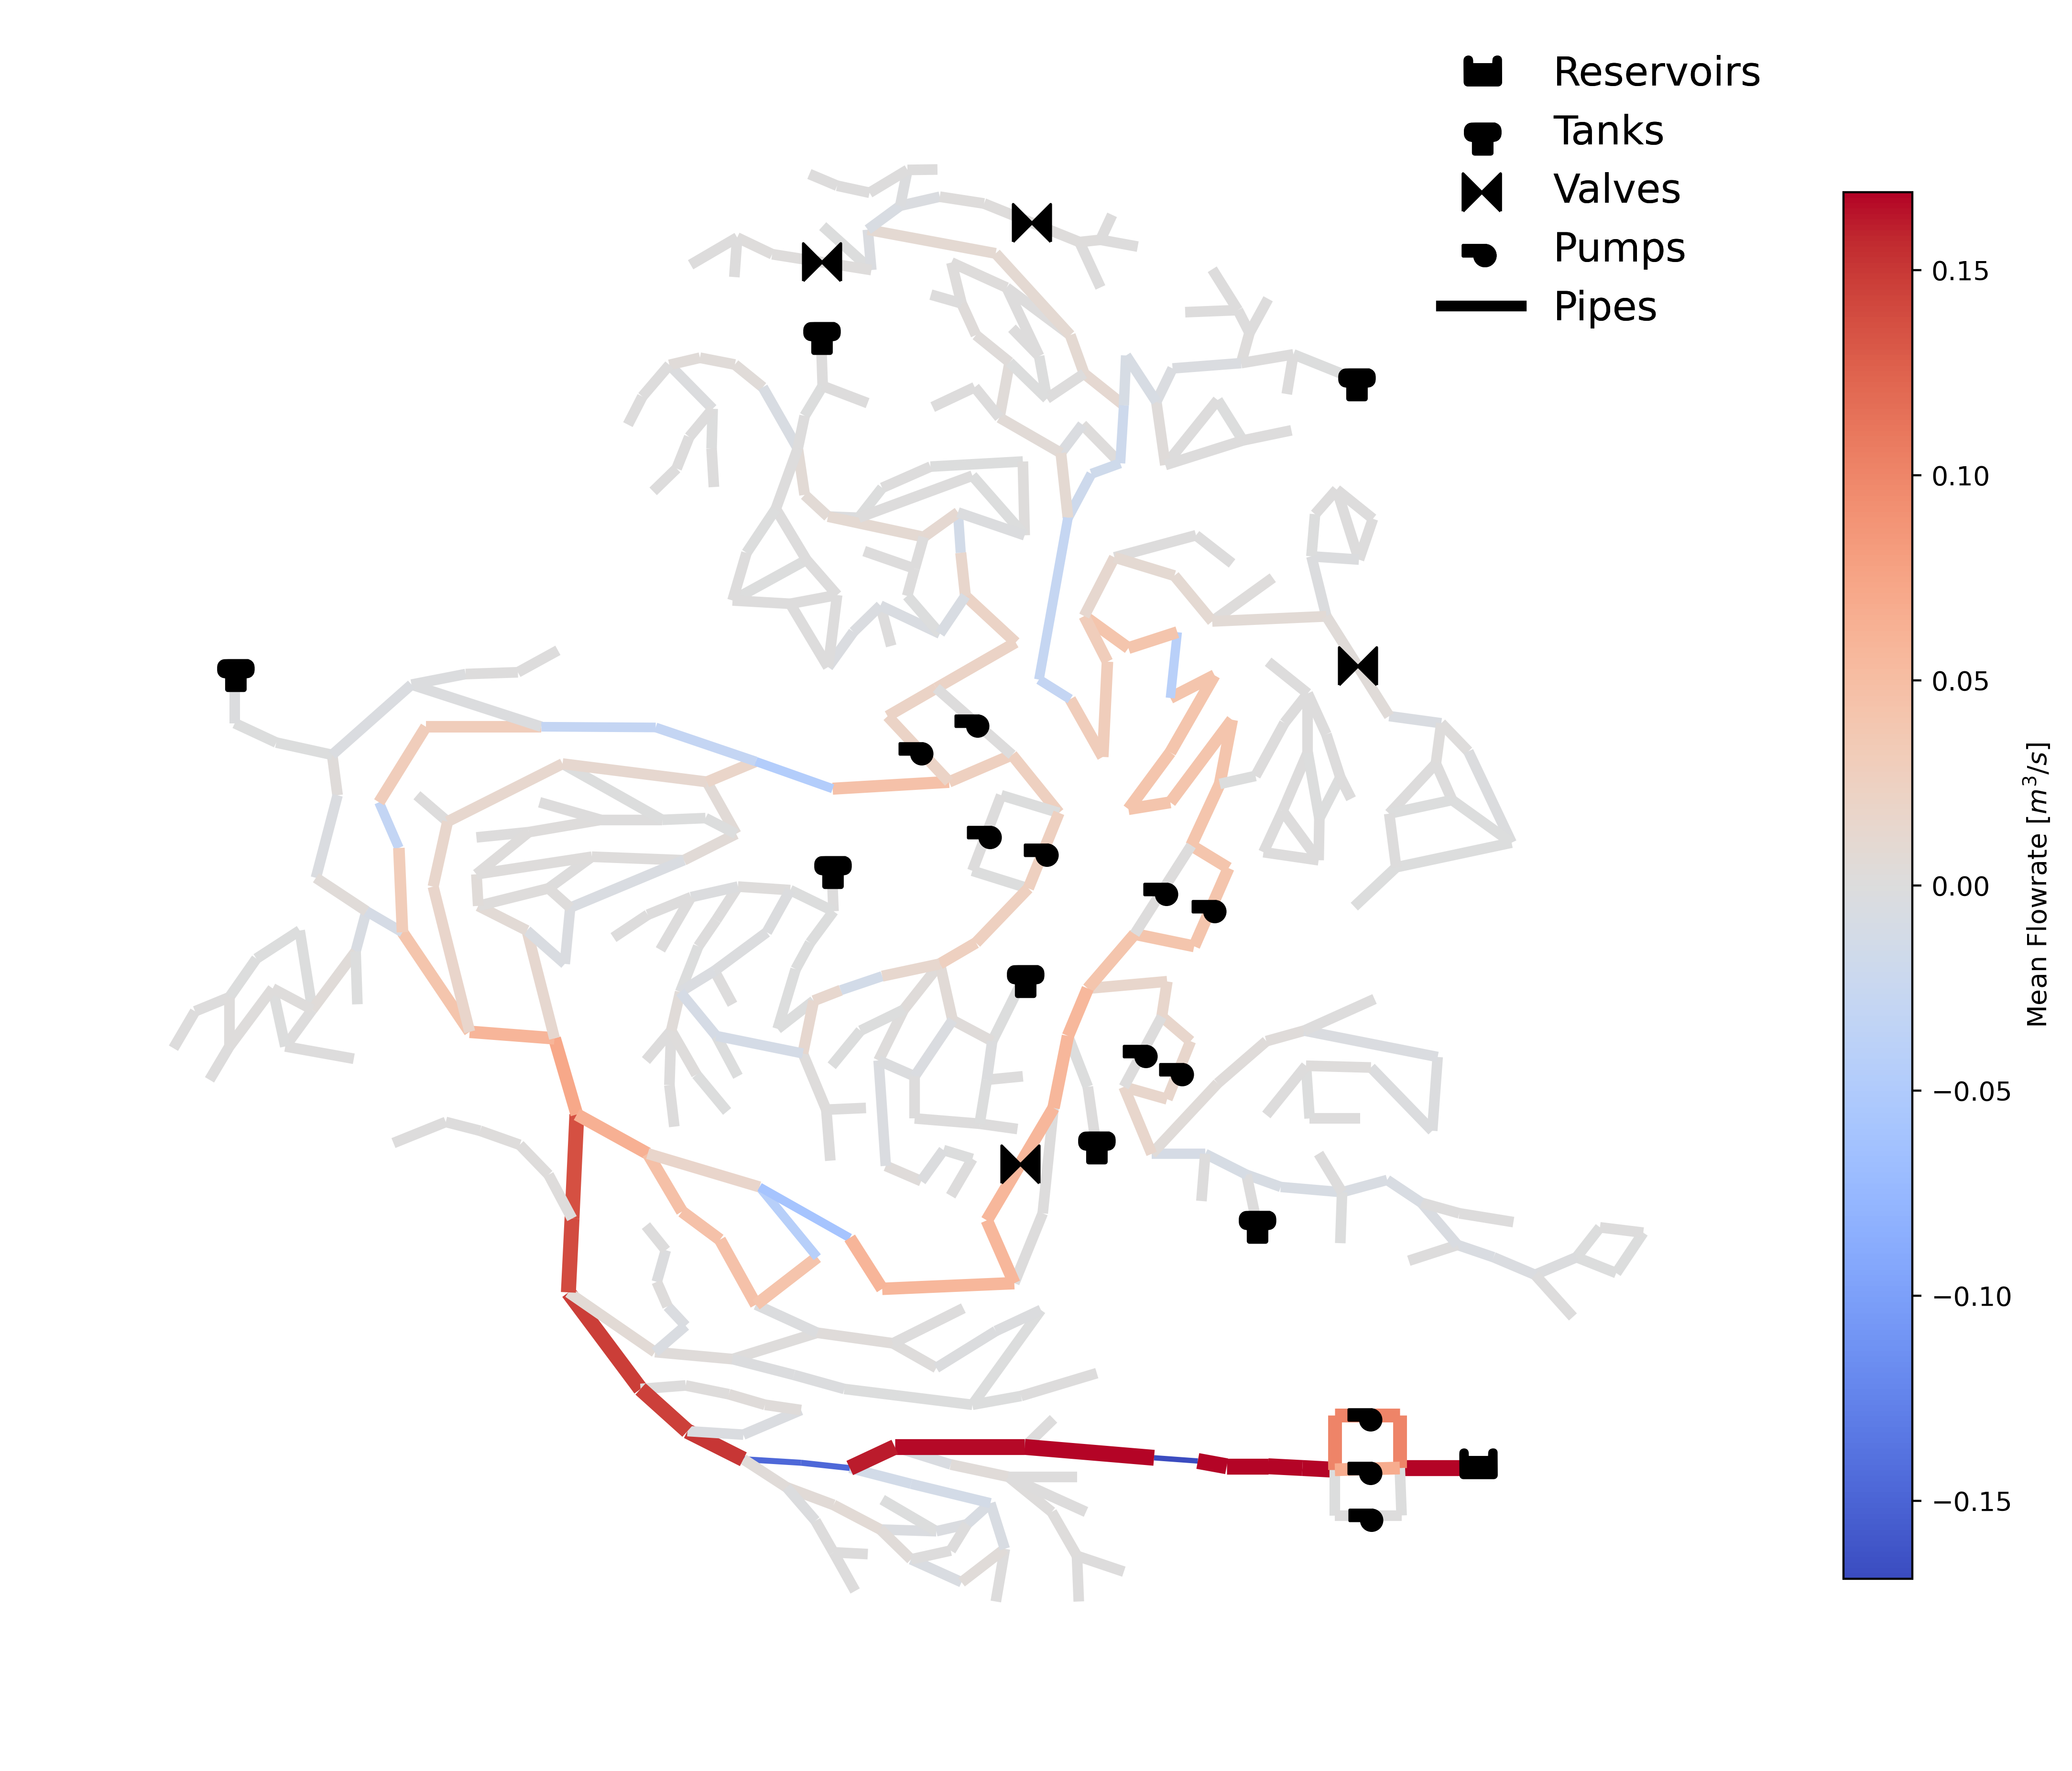 Reservoirs
Tanks
Valves
Pumps
Pipes
0.15
0.10
0.05
0.00
−0.05
−0.10
−0.15
Mean Flowrate [m³/s]